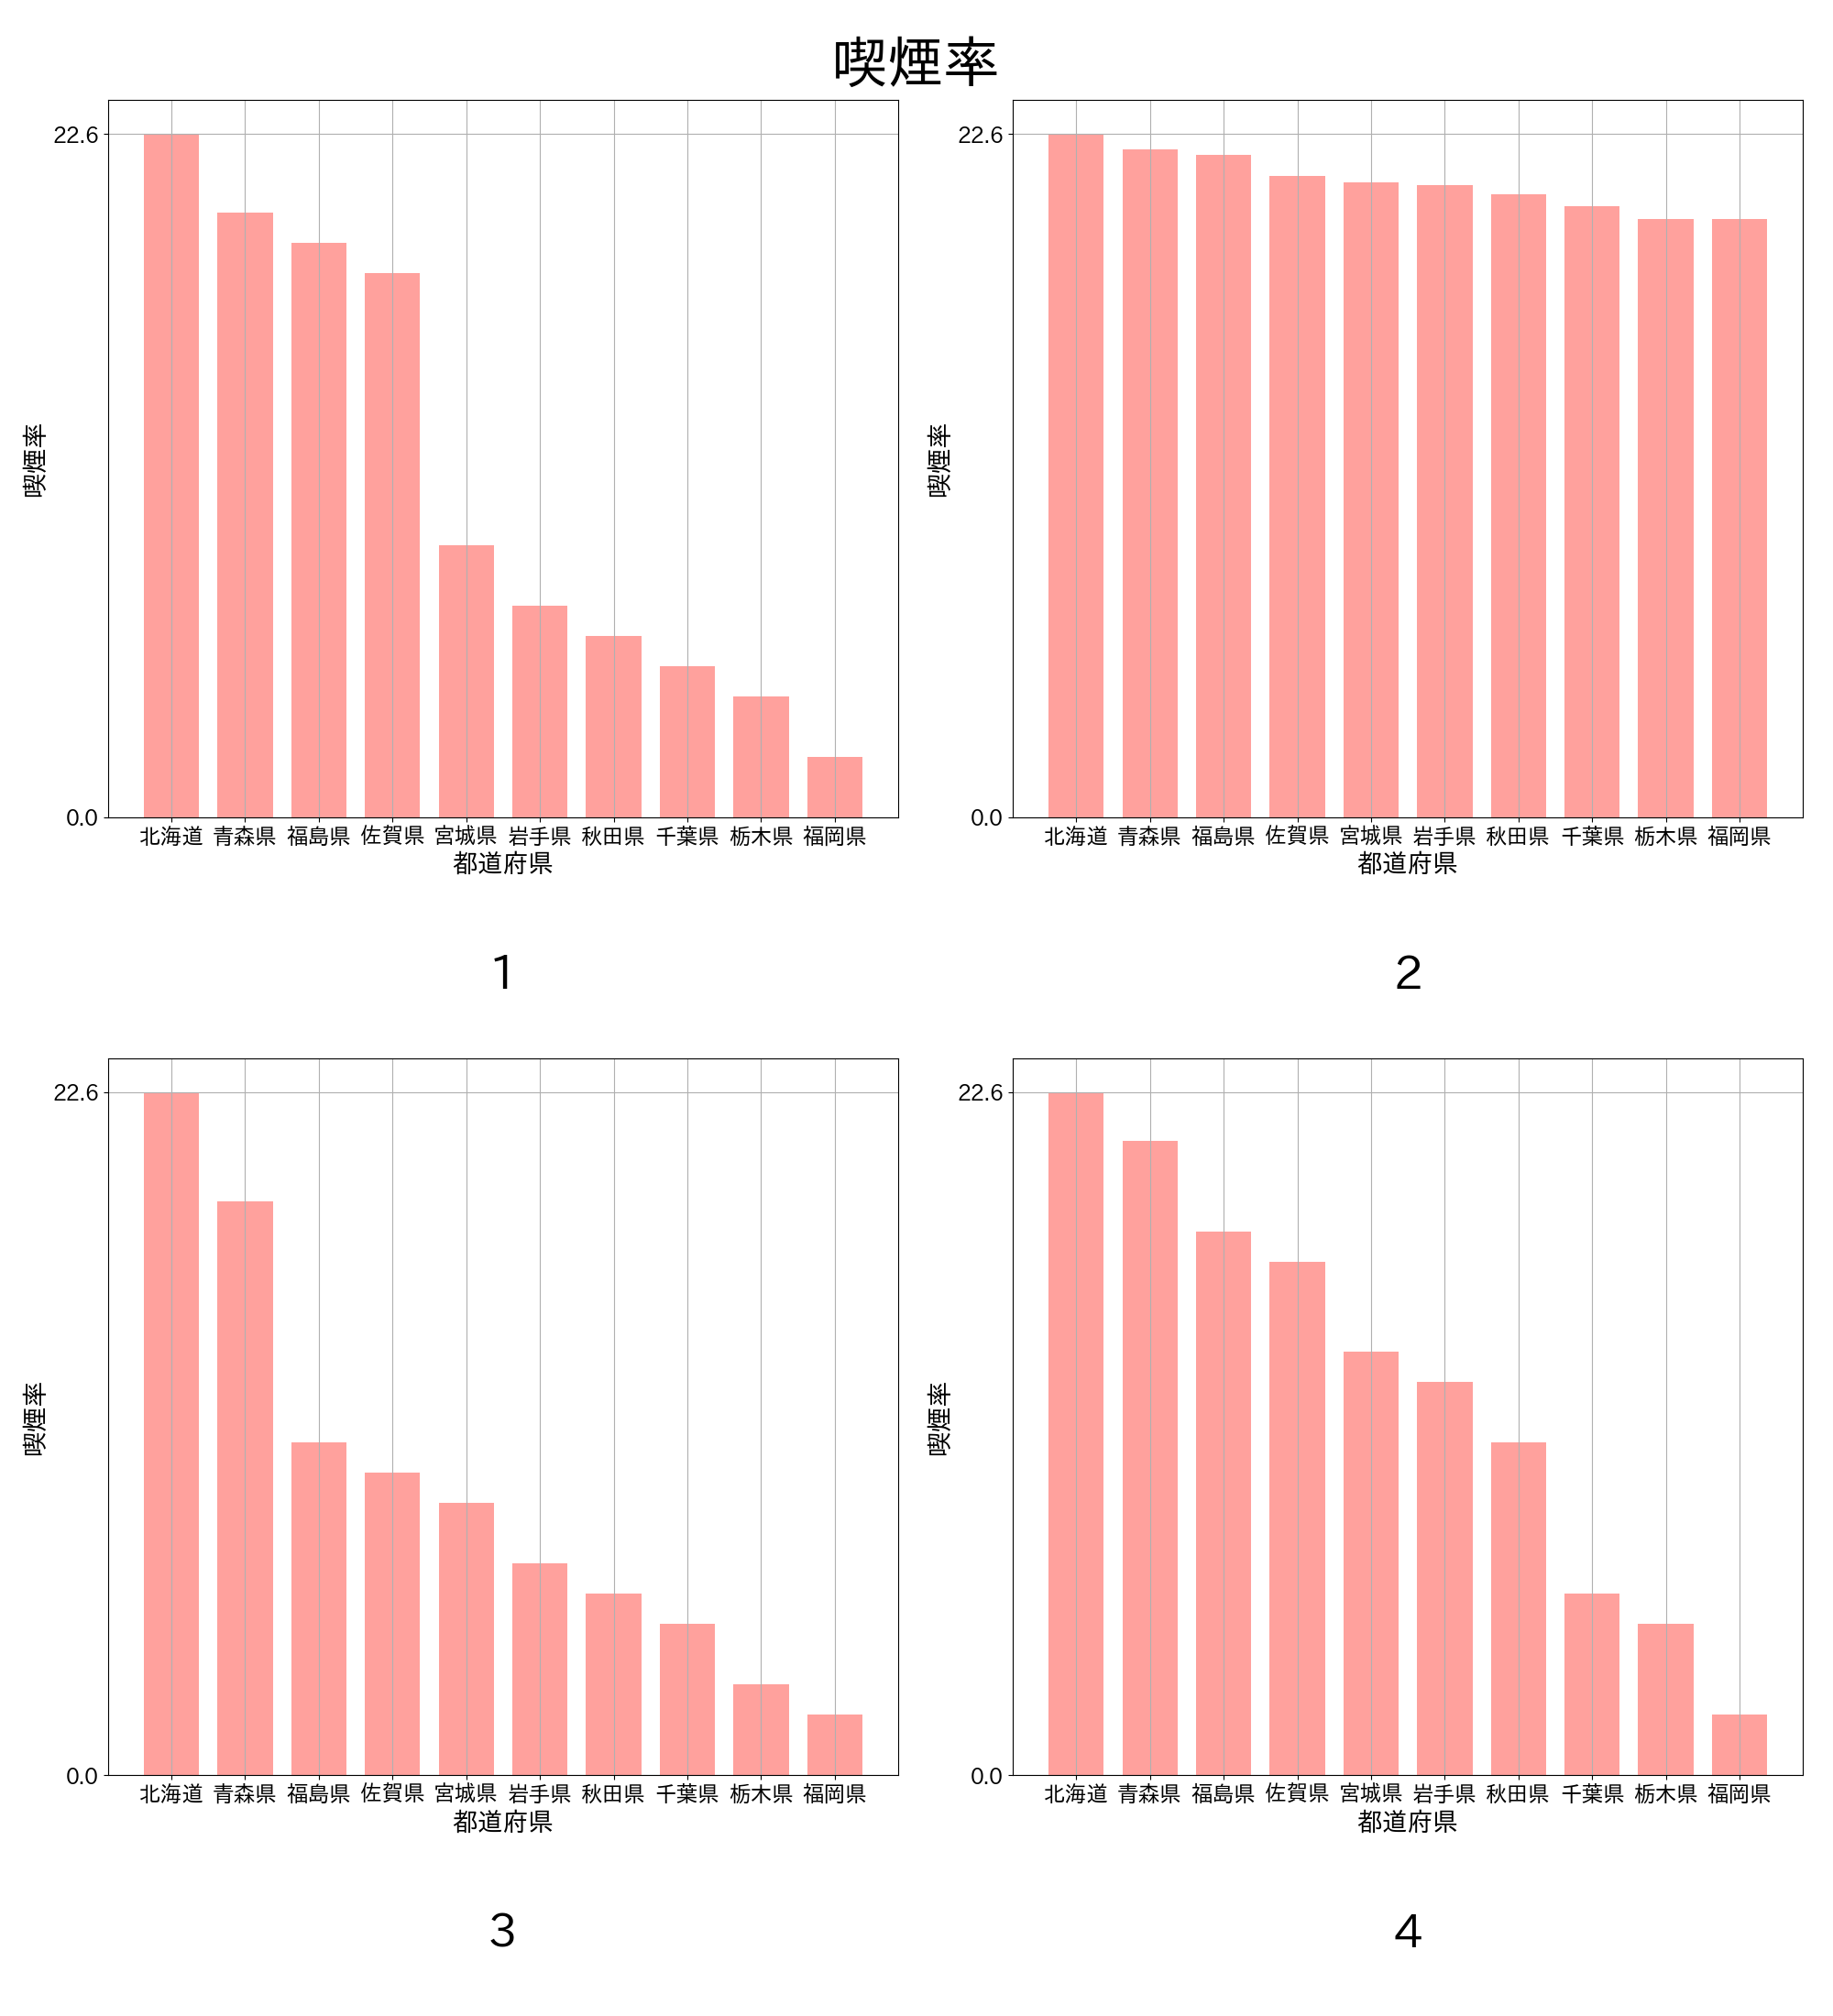 喫煙率
22.6
0.0
喫煙率
北海道 青森県 福島県 佐賀県 宮城県 岩手県 秋田県 千葉県 栃木県 福岡県
都道府県
1
22.6
0.0
喫煙率
北海道 青森県 福島県 佐賀県 宮城県 岩手県 秋田県 千葉県 栃木県 福岡県
都道府県
2
22.6
0.0
喫煙率
北海道 青森県 福島県 佐賀県 宮城県 岩手県 秋田県 千葉県 栃木県 福岡県
都道府県
3
22.6
0.0
喫煙率
北海道 青森県 福島県 佐賀県 宮城県 岩手県 秋田県 千葉県 栃木県 福岡県
都道府県
4